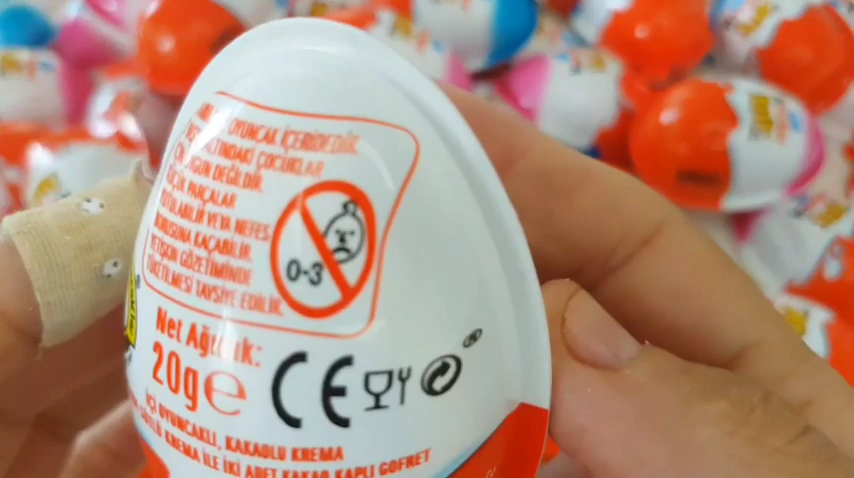 OYUNCAK İÇERİDEDİR.
ALTINDAKİ ÇOCUKLAR
UYGUN DEĞİLDİR.
KÜÇÜK PARÇALAR
YUTULABİLİR VEYA NEFES
BORUSUNA KAÇABİLİR.
YETİŞKİN GÖZETİMİNDE
TÜKETİLMESİ TAVSİYE EDİLİR.
0-3
Net Ağırlık:
20g e
CE
İÇİ OYUNCAKLI, KAKAOLU KREMA
SÜTLÜ KREMA İLE İKİ ADET KAKAO KAPLI GOFRET